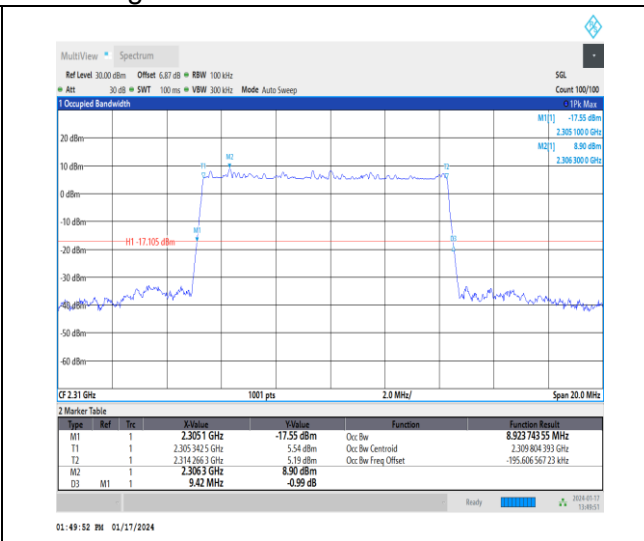 MultiView Spectrum
Ref Level 30.00 dBm Offset 6.87 dB RBW 100 kHz SGL
Att 30 dB SWT 100 ms VBW 300 kHz Mode Auto Sweep Count 100/100
1 Occupied Bandwidth 1Pk Max
M1[1] -17.55 dBm
2.305 100 0 GHz
M2[1] 8.90 dBm
2.306 300 0 GHz
20 dBm
M2
T1
T2
10 dBm
0 dBm
-10 dBm
M1
H1 -17.105 dBm
D3
-20 dBm
-30 dBm
-40 dBm
-50 dBm
-60 dBm
CF 2.31 GHz 1001 pts 2.0 MHz/ Span 20.0 MHz
2 Marker Table
Type Ref Trc X-Value Y-Value Function Function Result
M1 1 2.305 1 GHz -17.55 dBm Occ Bw 8.923 743 55 MHz
T1 1 2.305 342 5 GHz 5.54 dBm Occ Bw Centroid 2.309 804 393 GHz
T2 1 2.314 266 3 GHz 5.19 dBm Occ Bw Freq Offset -195.606 567 23 kHz
M2 1 2.306 3 GHz 8.90 dBm
D3 M1 1 9.42 MHz -0.99 dB
Ready 2024-01-17
13:49:51
01:49:52 PM 01/17/2024